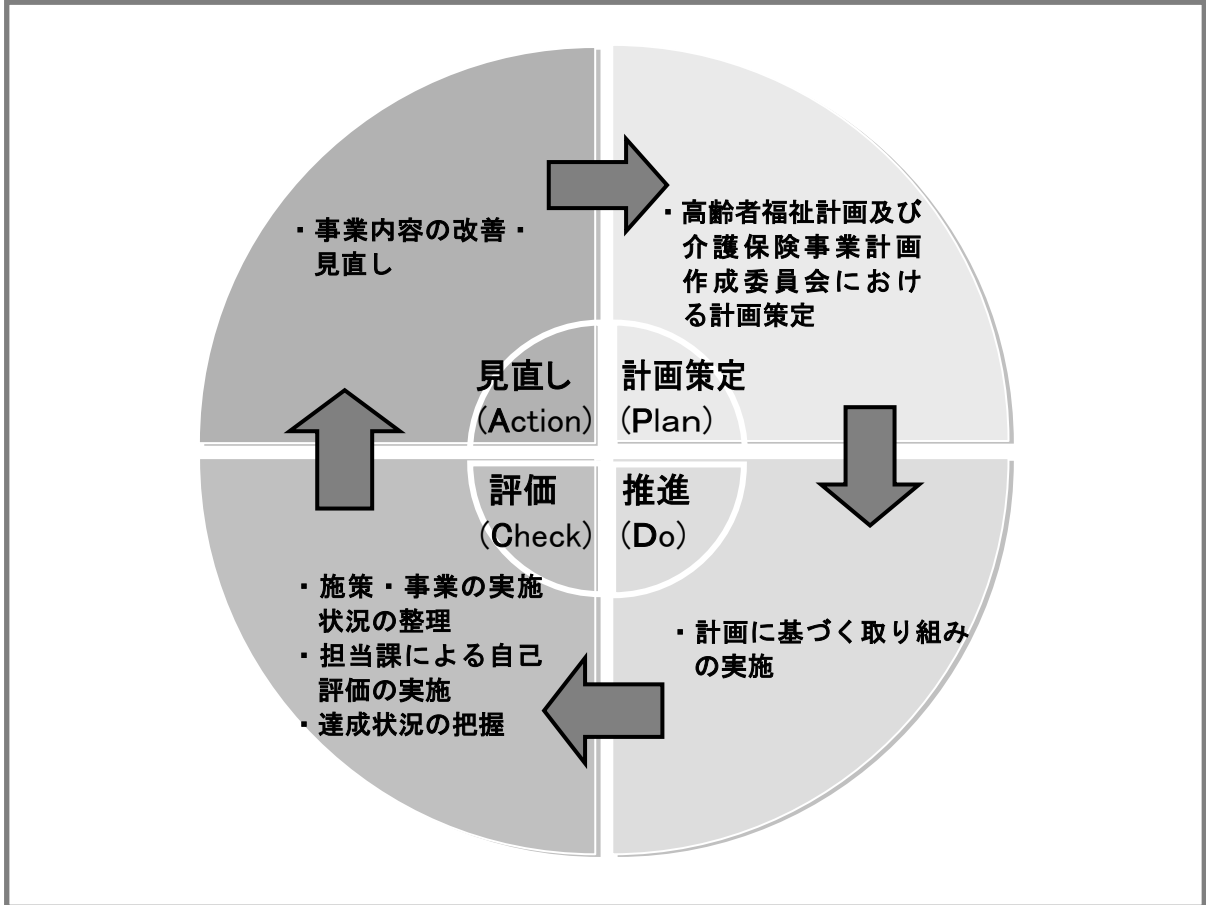 ・事業内容の改善・
見直し
・高齢者福祉計画及び
介護保険事業計画
作成委員会におけ
る計画策定
見直し
(Action)
計画策定
(Plan)
評価
(Check)
推進
(Do)
・施策・事業の実施
状況の整理
・担当課による自己
評価の実施
・達成状況の把握
・計画に基づく取り組み
の実施